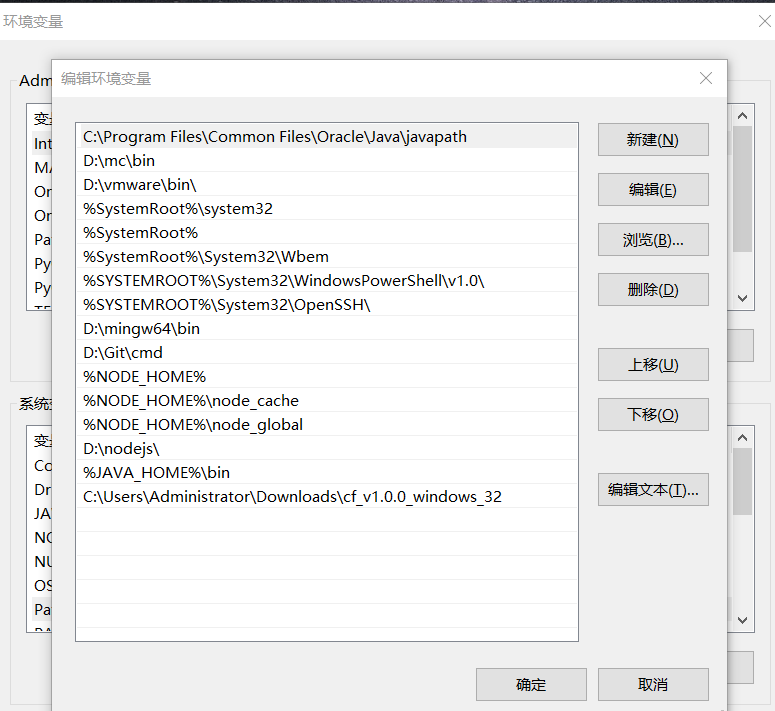 环境变量
编辑环境变量
Adm
变
Int
MA
Or
Or
Pa
Py
Py
C:\Program Files\Common Files\Oracle\Java\javapath
D:\mc\bin
D:\vmware\bin\
%SystemRoot%\system32
%SystemRoot%
%SystemRoot%\System32\Wbem
%SYSTEMROOT%\System32\WindowsPowerShell\v1.0\
%SYSTEMROOT%\System32\OpenSSH\
D:\mingw64\bin
D:\Git\cmd
%NODE_HOME%
%NODE_HOME%\node_cache
%NODE_HOME%\node_global
D:\nodejs\
%JAVA_HOME%\bin
C:\Users\Administrator\Downloads\cf_v1.0.0_windows_32
新建(N)
编辑(E)
浏览(B)...
删除(D)
上移(U)
下移(O)
编辑文本(T)...
系统
变
Co
Dr
JA
NO
NU
OS
Pa
确定
取消